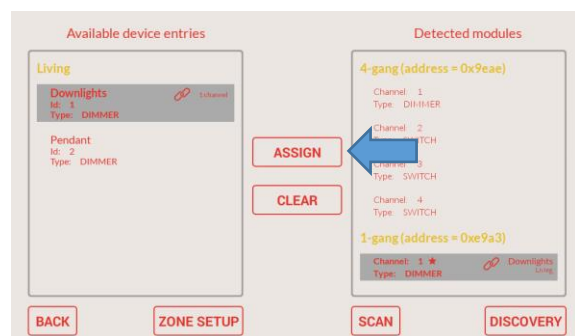 Available device entries
Living
Downlights
1 channel
Id: 1
Type: DIMMER
Pendant
Id: 2
Type: DIMMER
ASSIGN
CLEAR
Detected modules
4-gang (address = 0x9eae)
Channel: 1
Type: DIMMER
Channel: 2
SWITCH
3
Type: SWITCH
Channel: 4
Type: SWITCH
1-gang (address = 0xe9a3)
Channel: 1 ★
Type: DIMMER
Downlights
Living
BACK
ZONE SETUP
SCAN
DISCOVERY